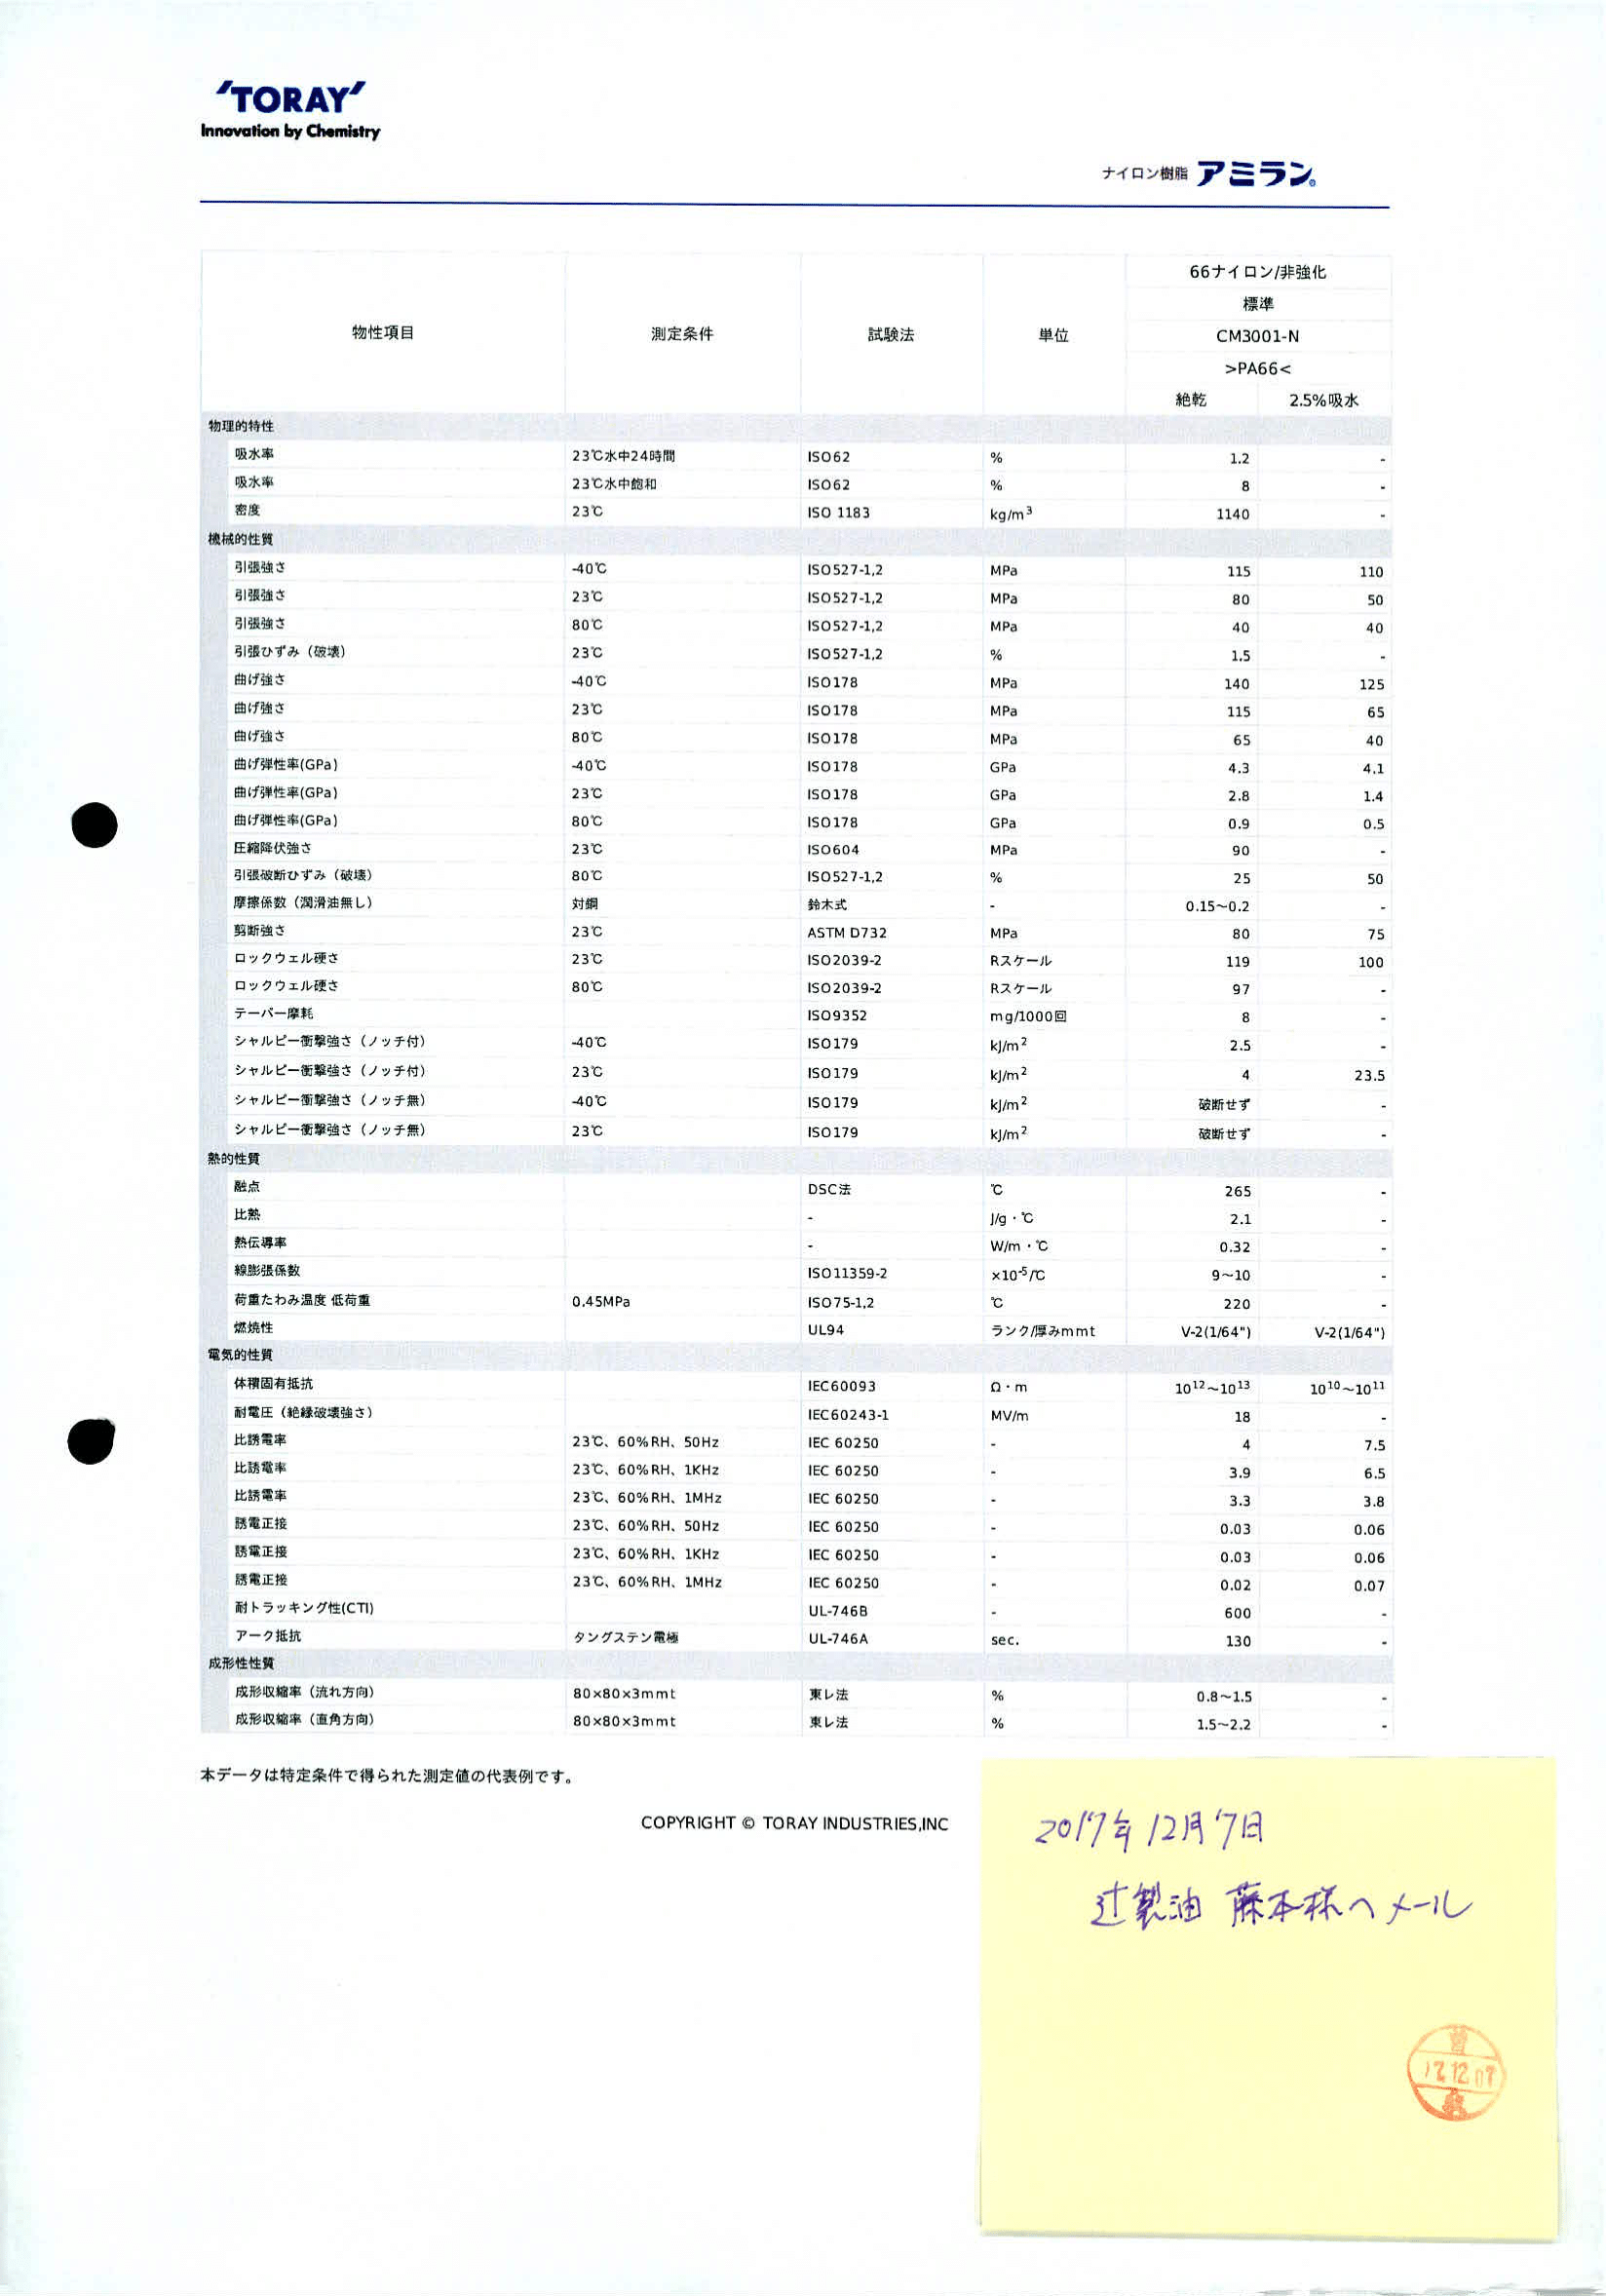 'TORAY'
Innovation by Chemistry
ナイロン樹脂 アミラン®
物性項目 測定条件 試験法 単位 66ナイロン/非強化
標準
CM3001-N
>PA66<
絶乾 2.5%吸水
物理的特性
吸水率 23℃水中24時間 ISO62 % 1.2 -
吸水率 23℃水中飽和 ISO62 % 8 -
密度 23℃ ISO 1183 kg/m³ 1140 -
機械的性質
引張強さ -40℃ ISO527-1,2 MPa 115 110
引張強さ 23℃ ISO527-1,2 MPa 80 50
引張強さ 80℃ ISO527-1,2 MPa 40 40
引張ひずみ（破壊） 23℃ ISO527-1,2 % 1.5 -
曲げ強さ -40℃ ISO178 MPa 140 125
曲げ強さ 23℃ ISO178 MPa 115 65
曲げ強さ 80℃ ISO178 MPa 65 40
曲げ弾性率(GPa) -40℃ ISO178 GPa 4.3 4.1
曲げ弾性率(GPa) 23℃ ISO178 GPa 2.8 1.4
曲げ弾性率(GPa) 80℃ ISO178 GPa 0.9 0.5
圧縮降伏強さ 23℃ ISO604 MPa 90 -
引張破断ひずみ（破壊） 80℃ ISO527-1,2 % 25 50
摩擦係数（潤滑油無し） 対鋼 鈴木式 - 0.15~0.2 -
剪断強さ 23℃ ASTM D732 MPa 80 75
ロックウェル硬さ 23℃ ISO2039-2 Rスケール 119 100
ロックウェル硬さ 80℃ ISO2039-2 Rスケール 97 -
テーバー摩耗 ISO9352 mg/1000回 8 -
シャルピー衝撃強さ（ノッチ付） -40℃ ISO179 kJ/m² 2.5 -
シャルピー衝撃強さ（ノッチ付） 23℃ ISO179 kJ/m² 4 23.5
シャルピー衝撃強さ（ノッチ無） -40℃ ISO179 kJ/m² 破断せず -
シャルピー衝撃強さ（ノッチ無） 23℃ ISO179 kJ/m² 破断せず -
熱的性質
融点 DSC法 ℃ 265 -
比熱 - J/g・℃ 2.1 -
熱伝導率 - W/m・℃ 0.32 -
線膨張係数 ISO11359-2 ×10⁻⁵/℃ 9~10 -
荷重たわみ温度 低荷重 0.45MPa ISO75-1,2 ℃ 220 -
燃焼性 UL94 ランク/厚みmmt V-2(1/64") V-2(1/64")
電気的性質
体積固有抵抗 IEC60093 Ω・m 10¹²~10¹³ 10¹⁰~10¹¹
耐電圧（絶縁破壊強さ） IEC60243-1 MV/m 18 -
比誘電率 23℃、60%RH、50Hz IEC 60250 - 4 7.5
比誘電率 23℃、60%RH、1KHz IEC 60250 - 3.9 6.5
比誘電率 23℃、60%RH、1MHz IEC 60250 - 3.3 3.8
誘電正接 23℃、60%RH、50Hz IEC 60250 - 0.03 0.06
誘電正接 23℃、60%RH、1KHz IEC 60250 - 0.03 0.06
誘電正接 23℃、60%RH、1MHz IEC 60250 - 0.02 0.07
耐トラッキング性(CTI) UL-746B - 600 -
アーク抵抗 タングステン電極 UL-746A sec. 130 -
成形性性質
成形収縮率（流れ方向） 80×80×3mmt 東レ法 % 0.8~1.5 -
成形収縮率（直角方向） 80×80×3mmt 東レ法 % 1.5~2.2 -
本データは特定条件で得られた測定値の代表例です。
COPYRIGHT © TORAY INDUSTRIES,INC
2017年12月7日
辻製油 藤本様へメール
17.12.07